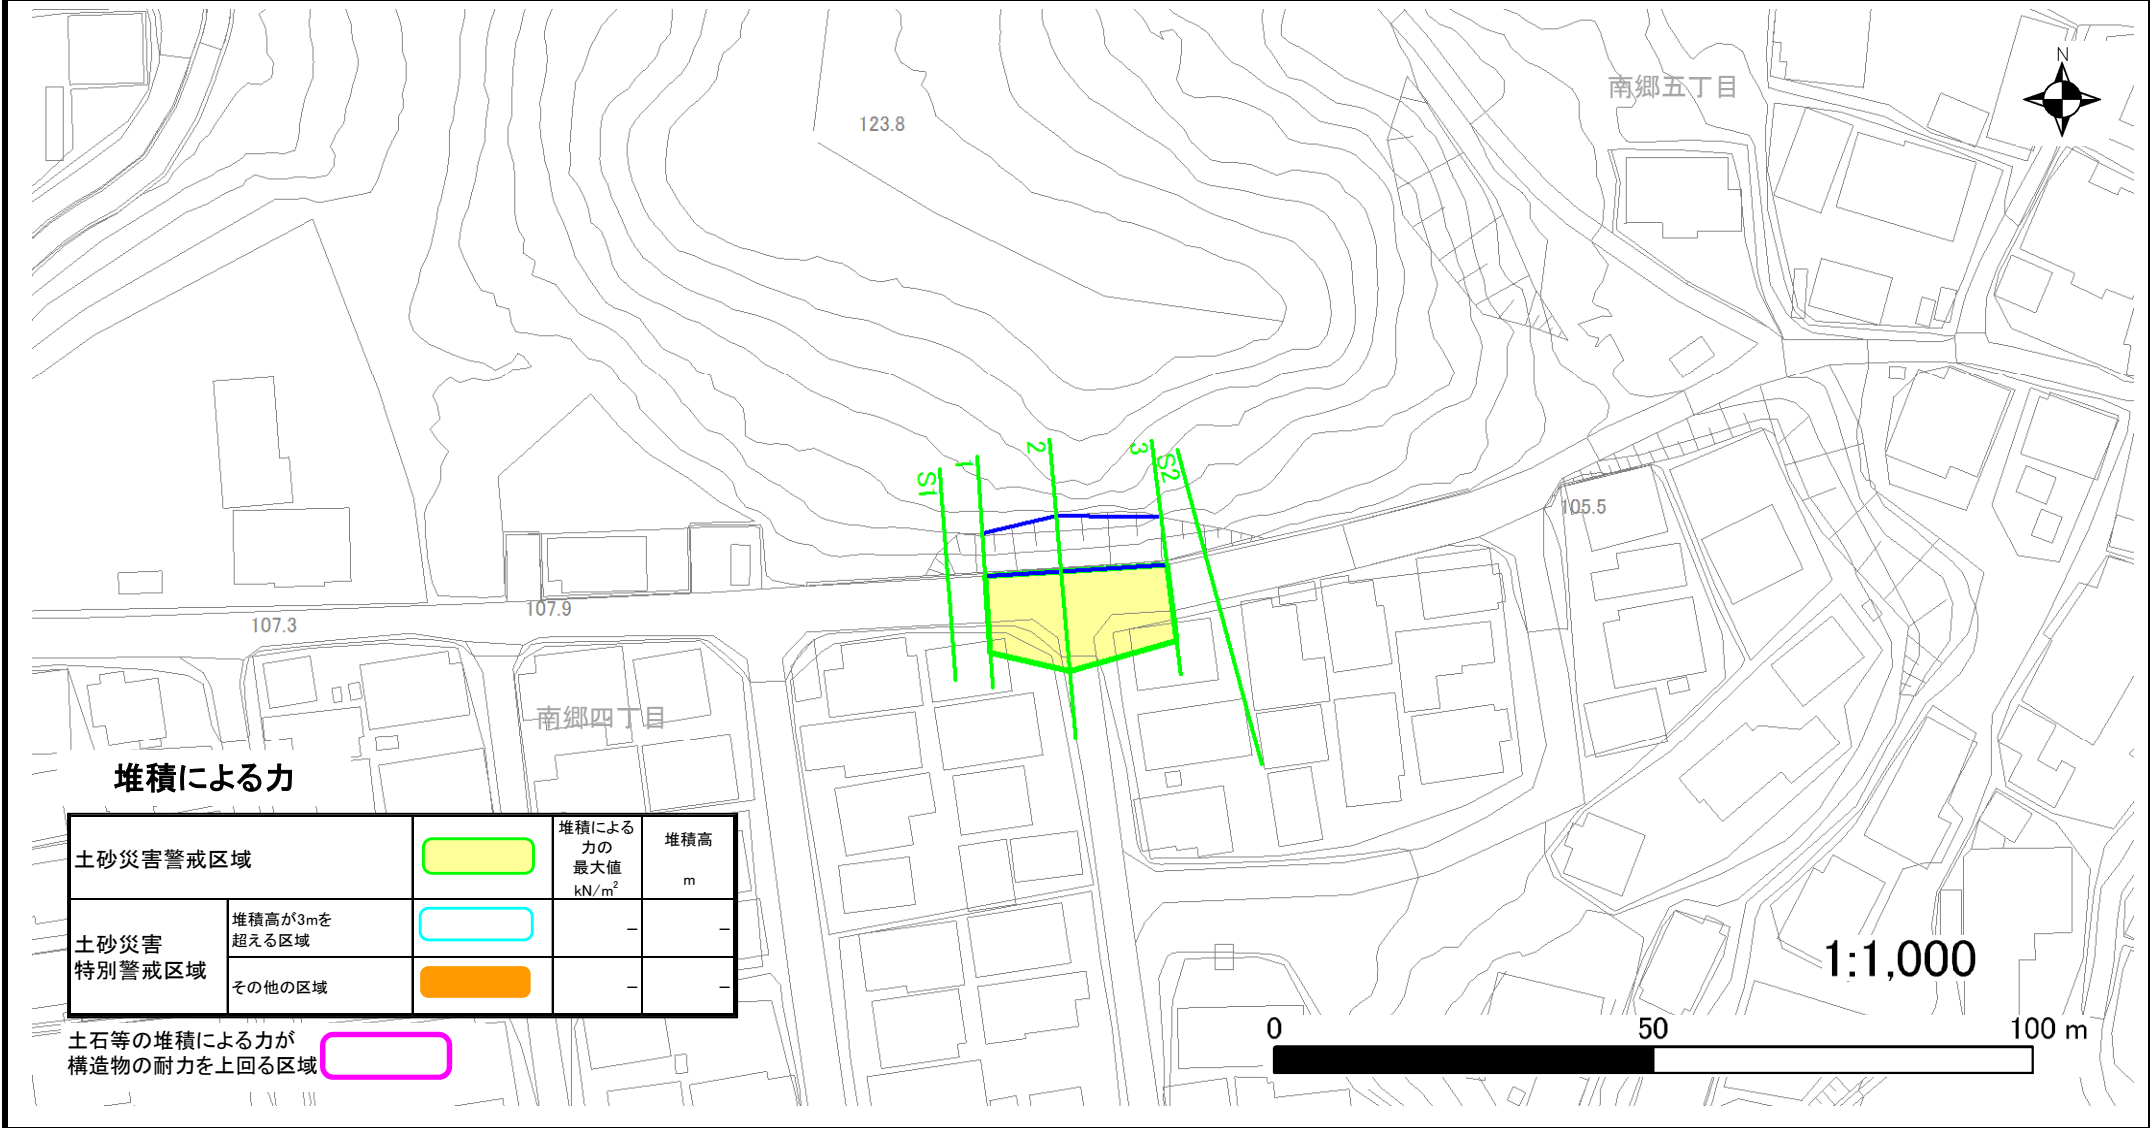 N
南郷五丁目
123.8
S1
1
2
3
S2
105.5
107.9
107.3
南郷四丁目
堆積による力
土砂災害警戒区域
堆積による
力の
最大値
kN/m²
堆積高
m
土砂災害
特別警戒区域
堆積高が3mを
超える区域
－
－
その他の区域
－
－
土石等の堆積による力が
構造物の耐力を上回る区域
1:1,000
0 50 100 m